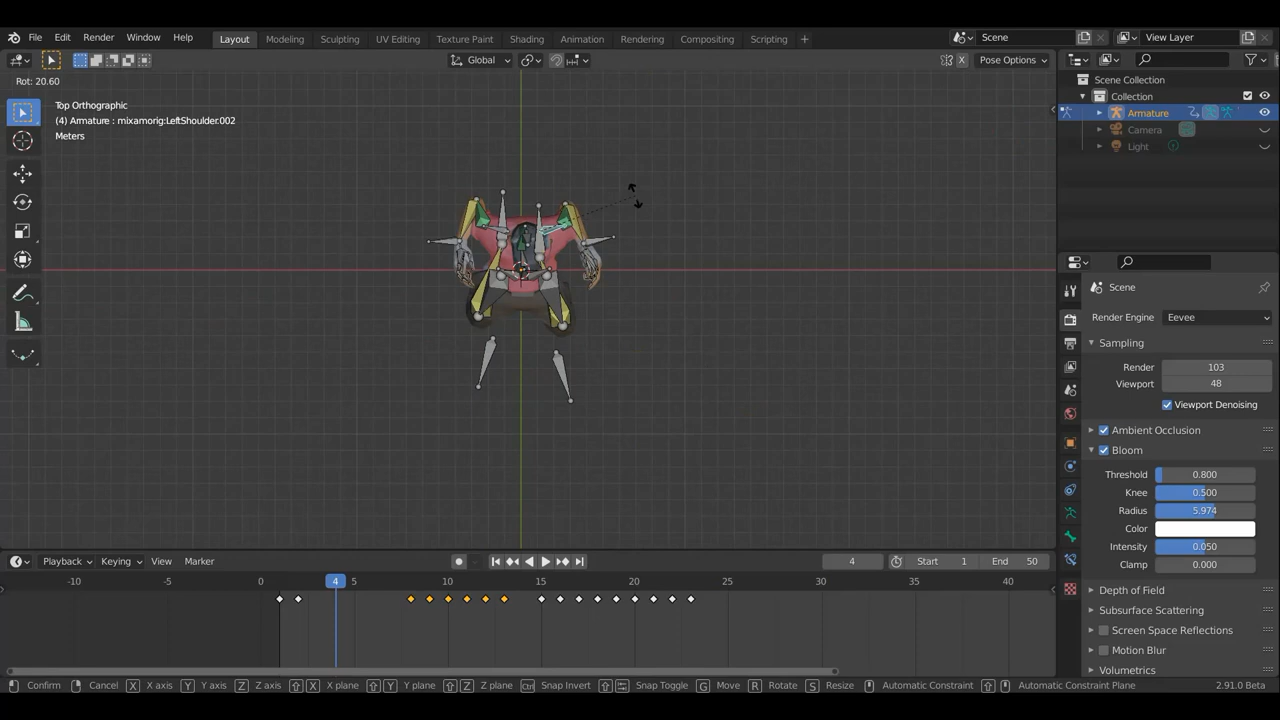 File Edit Render Window Help Layout Modeling Sculpting UV Editing Texture Paint Shading Animation Rendering Compositing Scripting + Scene View Layer
Global X Pose Options
Rot: 20.60
Top Orthographic
(4) Armature : mixamorig:LeftShoulder.002
Meters
Scene Collection
Collection
Armature
Camera
Light
Scene
Render Engine Eevee
Sampling
Render 103
Viewport 48
Viewport Denoising
Ambient Occlusion
Bloom
Threshold 0.800
Knee 0.500
Radius 5.974
Color
Intensity 0.050
Clamp 0.000
Depth of Field
Subsurface Scattering
Screen Space Reflections
Motion Blur
Volumetrics
Playback Keying View Marker 4 Start 1 End 50
-10 -5 0 4 5 10 15 20 25 30 35 40
Confirm Cancel X X axis Y Y axis Z Z axis X X plane Y Y plane Z Z plane Ctrl Snap Invert Snap Toggle G Move R Rotate S Resize Automatic Constraint Automatic Constraint Plane 2.91.0 Beta